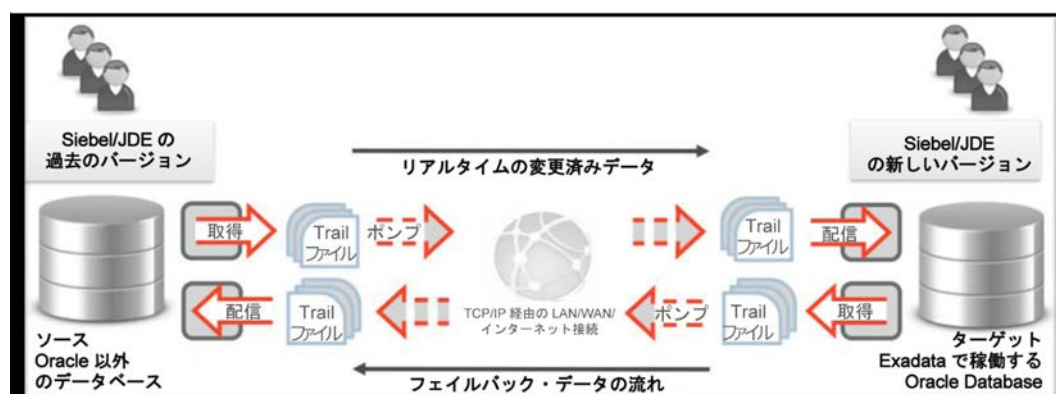 Siebel/JDE の
過去のバージョン
Siebel/JDE
の新しいバージョン
リアルタイムの変更済みデータ
取得
Trail
ファイル
ポンプ
Trail
ファイル
配信
配信
Trail
ファイル
TCP/IP 経由の LAN/WAN/
インターネット接続
ポンプ
Trail
ファイル
取得
ソース
Oracle 以外
のデータベース
フェイルバック・データの流れ
ターゲット
Exadata で稼働する
Oracle Database